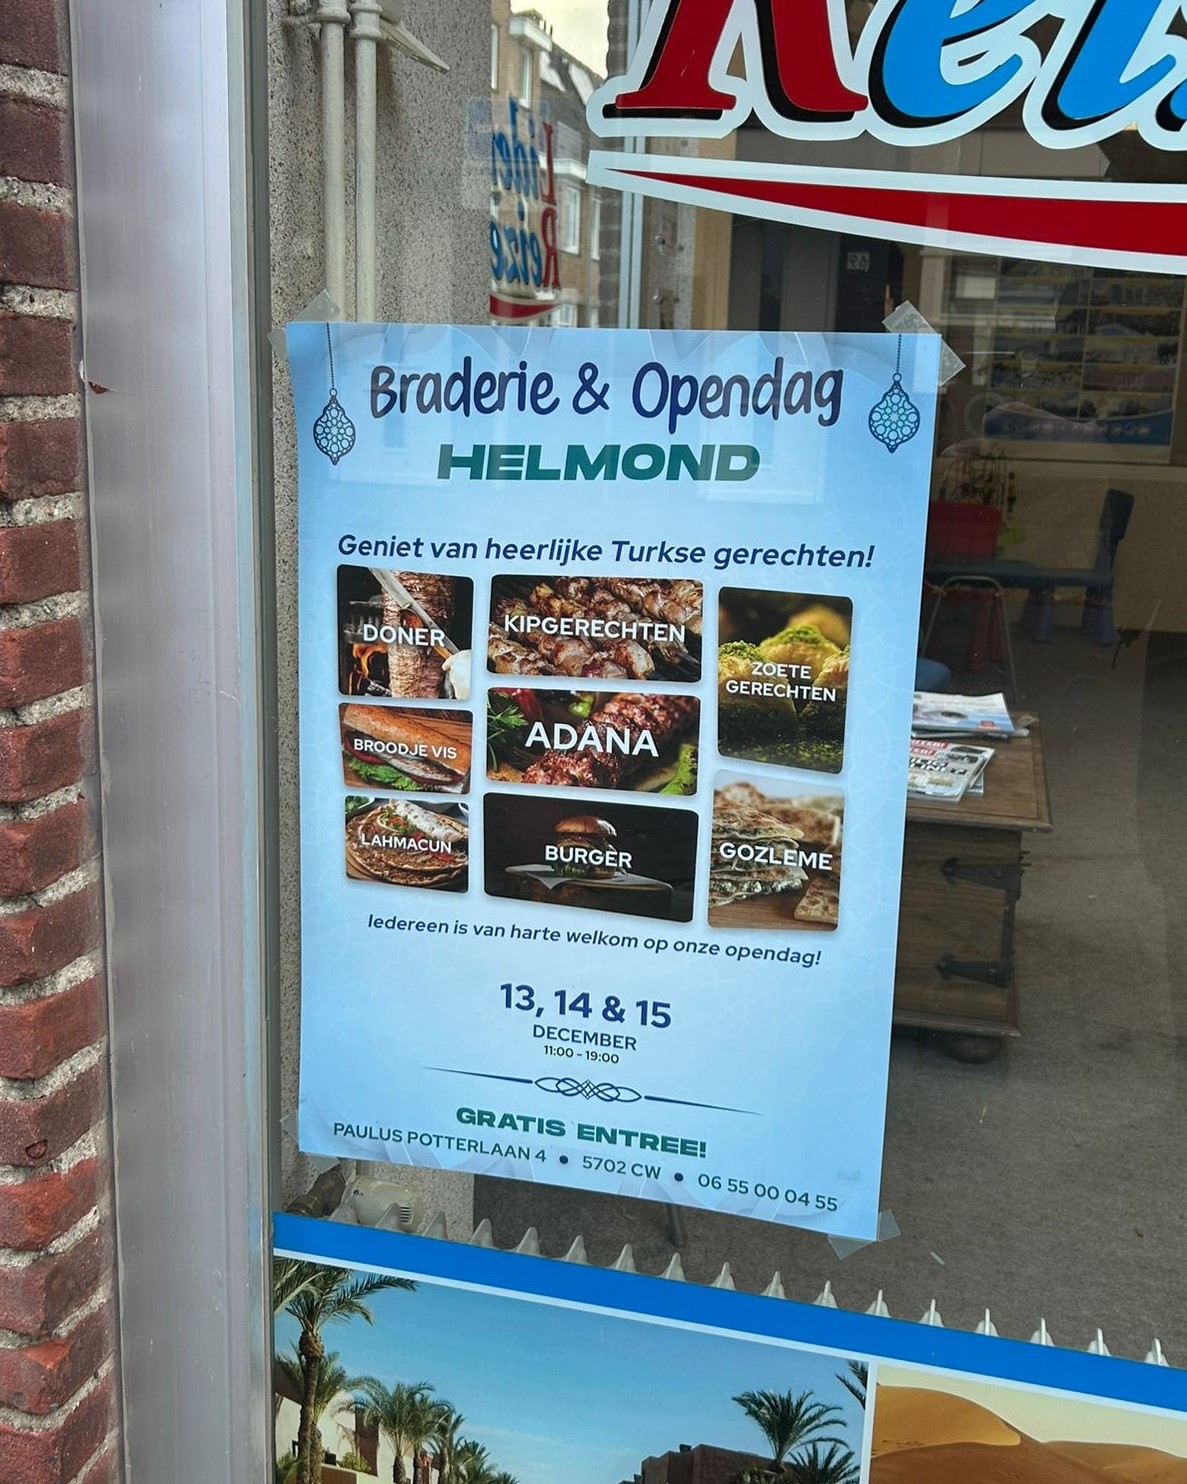 Reis
Braderie & Opendag
HELMOND
Geniet van heerlijke Turkse gerechten!
DONER
KIPGERECHTEN
ZOETE
GERECHTEN
BROODJE VIS
ADANA
LAHMACUN
BURGER
GOZLEME
Iedereen is van harte welkom op onze opendag!
13, 14 & 15
DECEMBER
11:00 - 19:00
GRATIS ENTREE!
PAULUS POTTERLAAN 4 • 5702 CW • 06 55 00 04 55